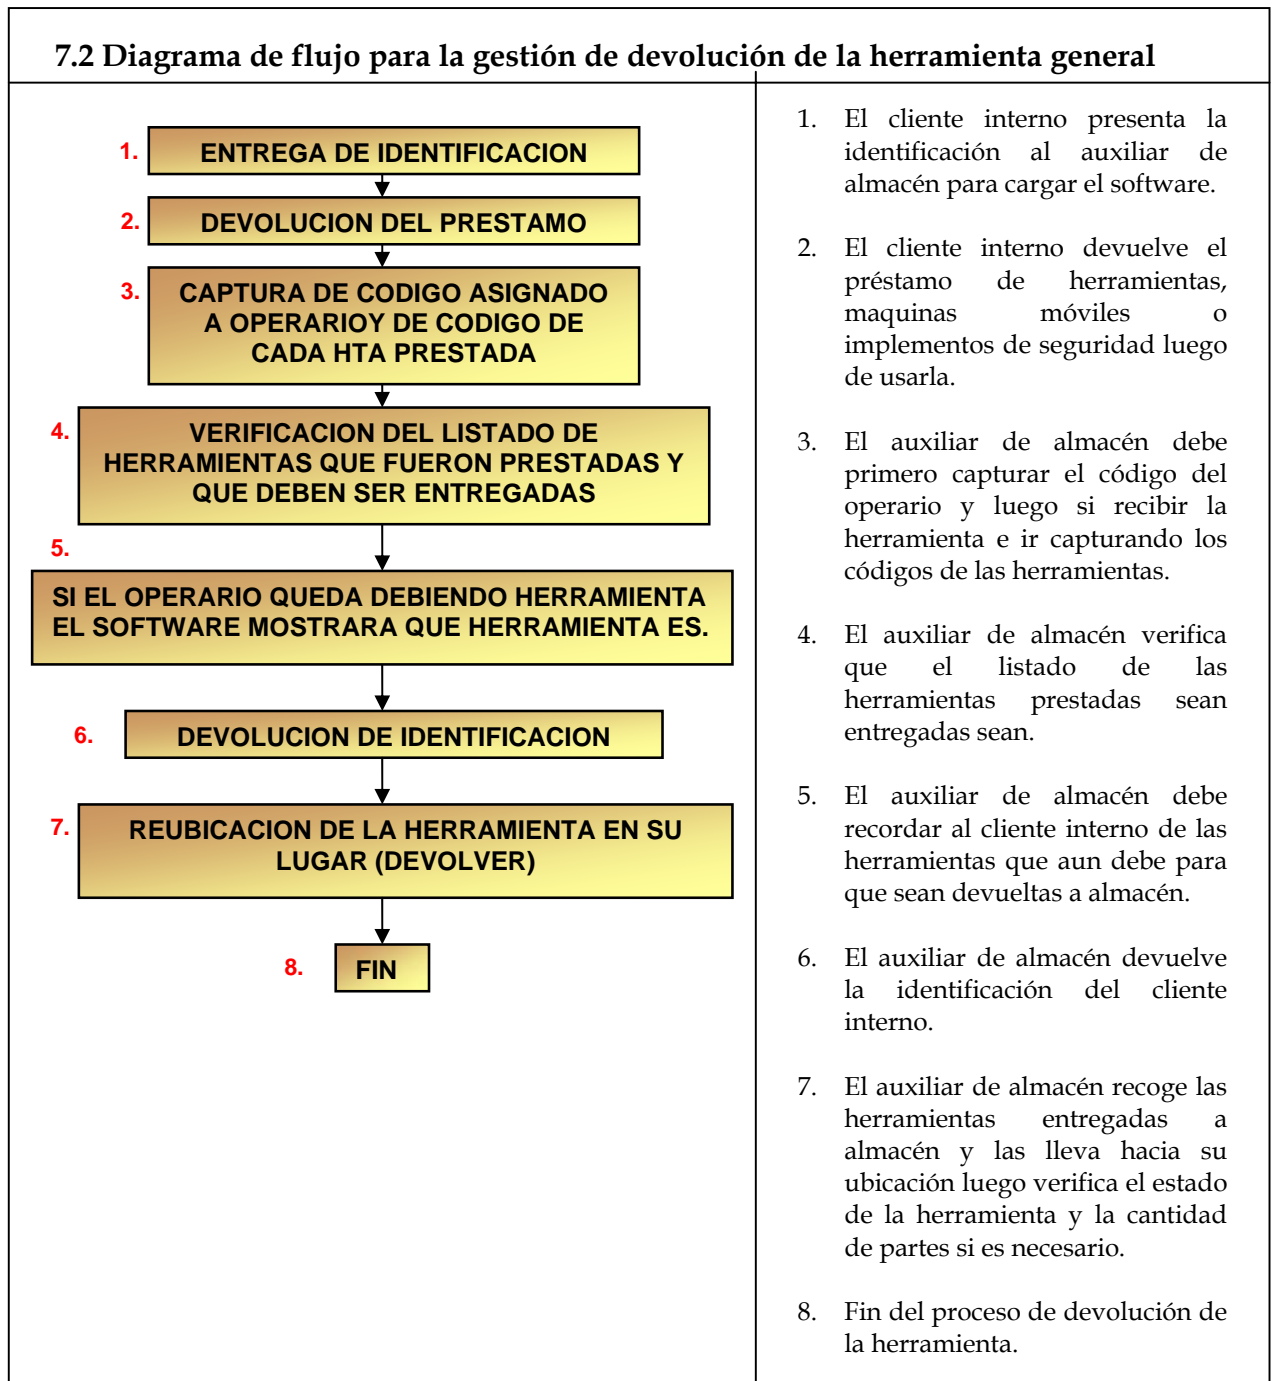 7.2 Diagrama de flujo para la gestión de devolución de la herramienta general
1.
ENTREGA DE IDENTIFICACION
2.
DEVOLUCION DEL PRESTAMO
3.
CAPTURA DE CODIGO ASIGNADO
A OPERARIOY DE CODIGO DE
CADA HTA PRESTADA
4.
VERIFICACION DEL LISTADO DE
HERRAMIENTAS QUE FUERON PRESTADAS Y
QUE DEBEN SER ENTREGADAS
5.
SI EL OPERARIO QUEDA DEBIENDO HERRAMIENTA
EL SOFTWARE MOSTRARA QUE HERRAMIENTA ES.
6.
DEVOLUCION DE IDENTIFICACION
7.
REUBICACION DE LA HERRAMIENTA EN SU
LUGAR (DEVOLVER)
8.
FIN
1. El cliente interno presenta la
identificación al auxiliar de
almacén para cargar el software.
2. El cliente interno devuelve el
préstamo de herramientas,
maquinas móviles o
implementos de seguridad luego
de usarla.
3. El auxiliar de almacén debe
primero capturar el código del
operario y luego si recibir la
herramienta e ir capturando los
códigos de las herramientas.
4. El auxiliar de almacén verifica
que el listado de las
herramientas prestadas sean
entregadas sean.
5. El auxiliar de almacén debe
recordar al cliente interno de las
herramientas que aun debe para
que sean devueltas a almacén.
6. El auxiliar de almacén devuelve
la identificación del cliente
interno.
7. El auxiliar de almacén recoge las
herramientas entregadas a
almacén y las lleva hacia su
ubicación luego verifica el estado
de la herramienta y la cantidad
de partes si es necesario.
8. Fin del proceso de devolución de
la herramienta.